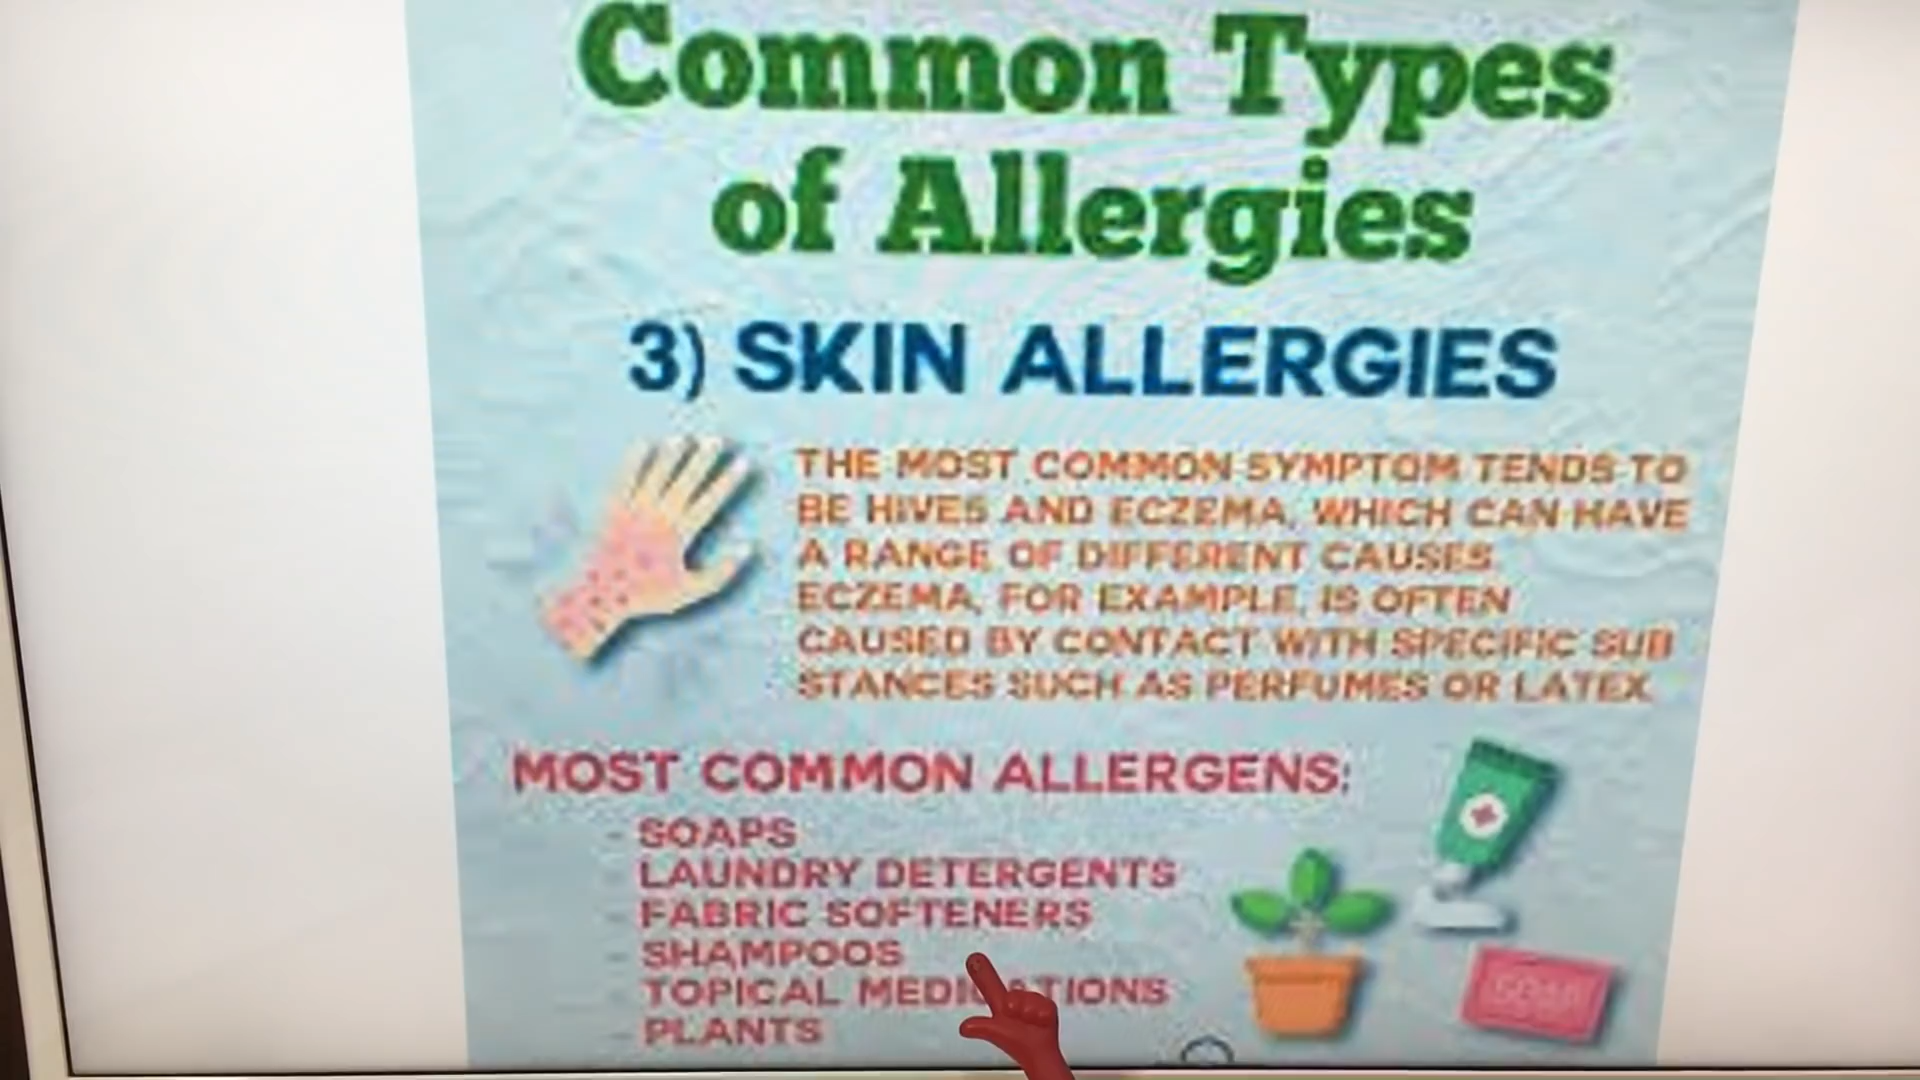 Common Types
of Allergies
3) SKIN ALLERGIES
THE MOST COMMON SYMPTOM TENDS TO
BE HIVES AND ECZEMA, WHICH CAN HAVE
A RANGE OF DIFFERENT CAUSES.
ECZEMA, FOR EXAMPLE, IS OFTEN
CAUSED BY CONTACT WITH SPECIFIC SUB
STANCES SUCH AS PERFUMES OR LATEX.
MOST COMMON ALLERGENS:
- SOAPS
- LAUNDRY DETERGENTS
- FABRIC SOFTENERS
- SHAMPOOS
- TOPICAL MEDICATIONS
- PLANTS
SOAP